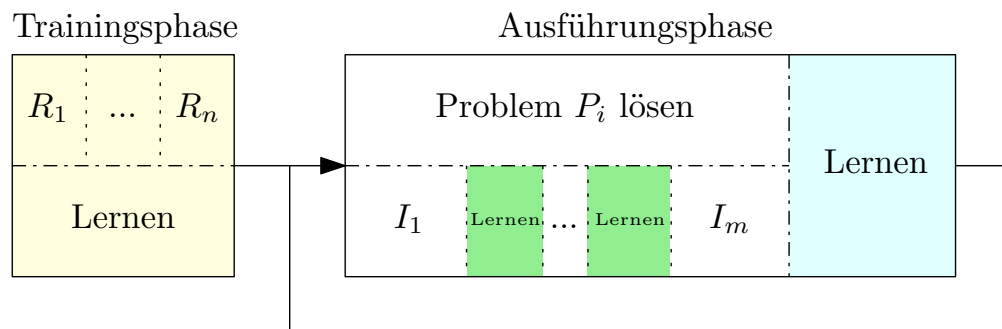 Trainingsphase
Ausführungsphase
R1 ... Rn
Lernen
Problem Pi lösen
I1 Lernen ... Lernen Im
Lernen